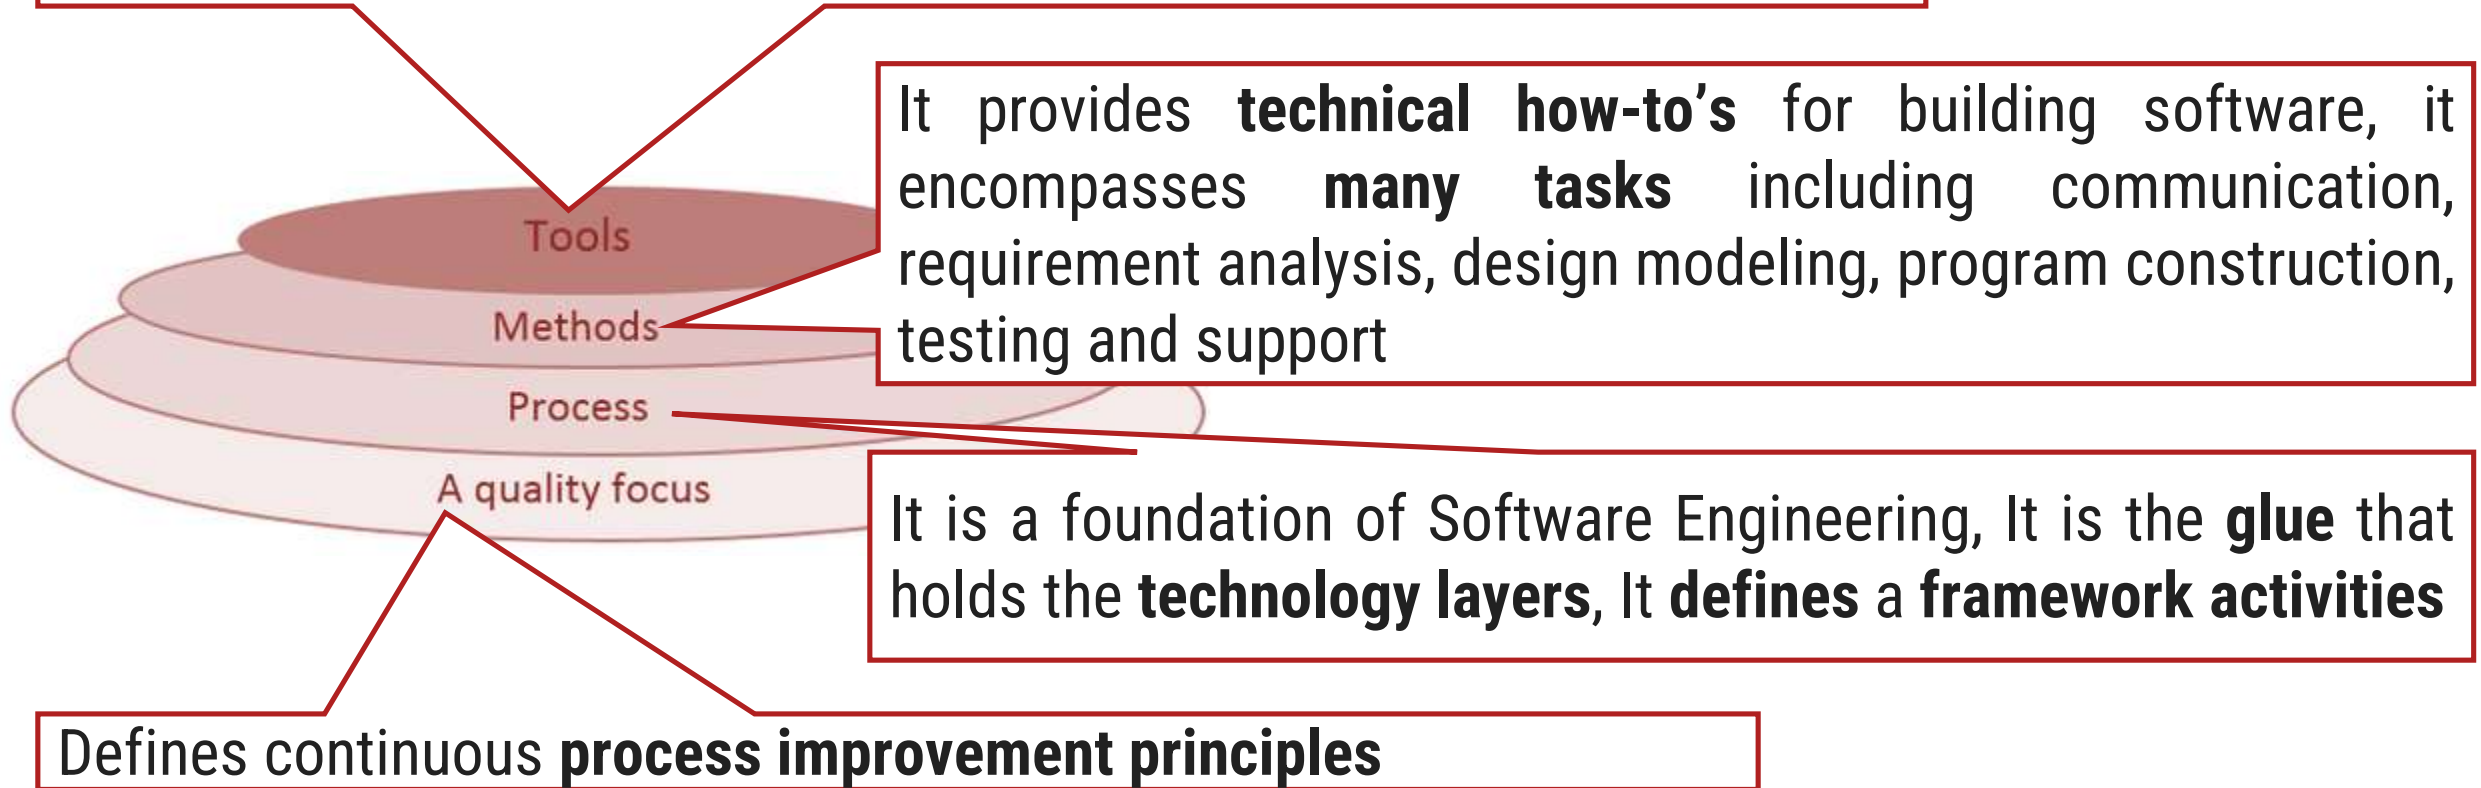 It provides technical how-to’s for building software, it
encompasses many tasks including communication,
requirement analysis, design modeling, program construction,
testing and support
Tools
Methods
Process
A quality focus
It is a foundation of Software Engineering, It is the glue that
holds the technology layers, It defines a framework activities
Defines continuous process improvement principles